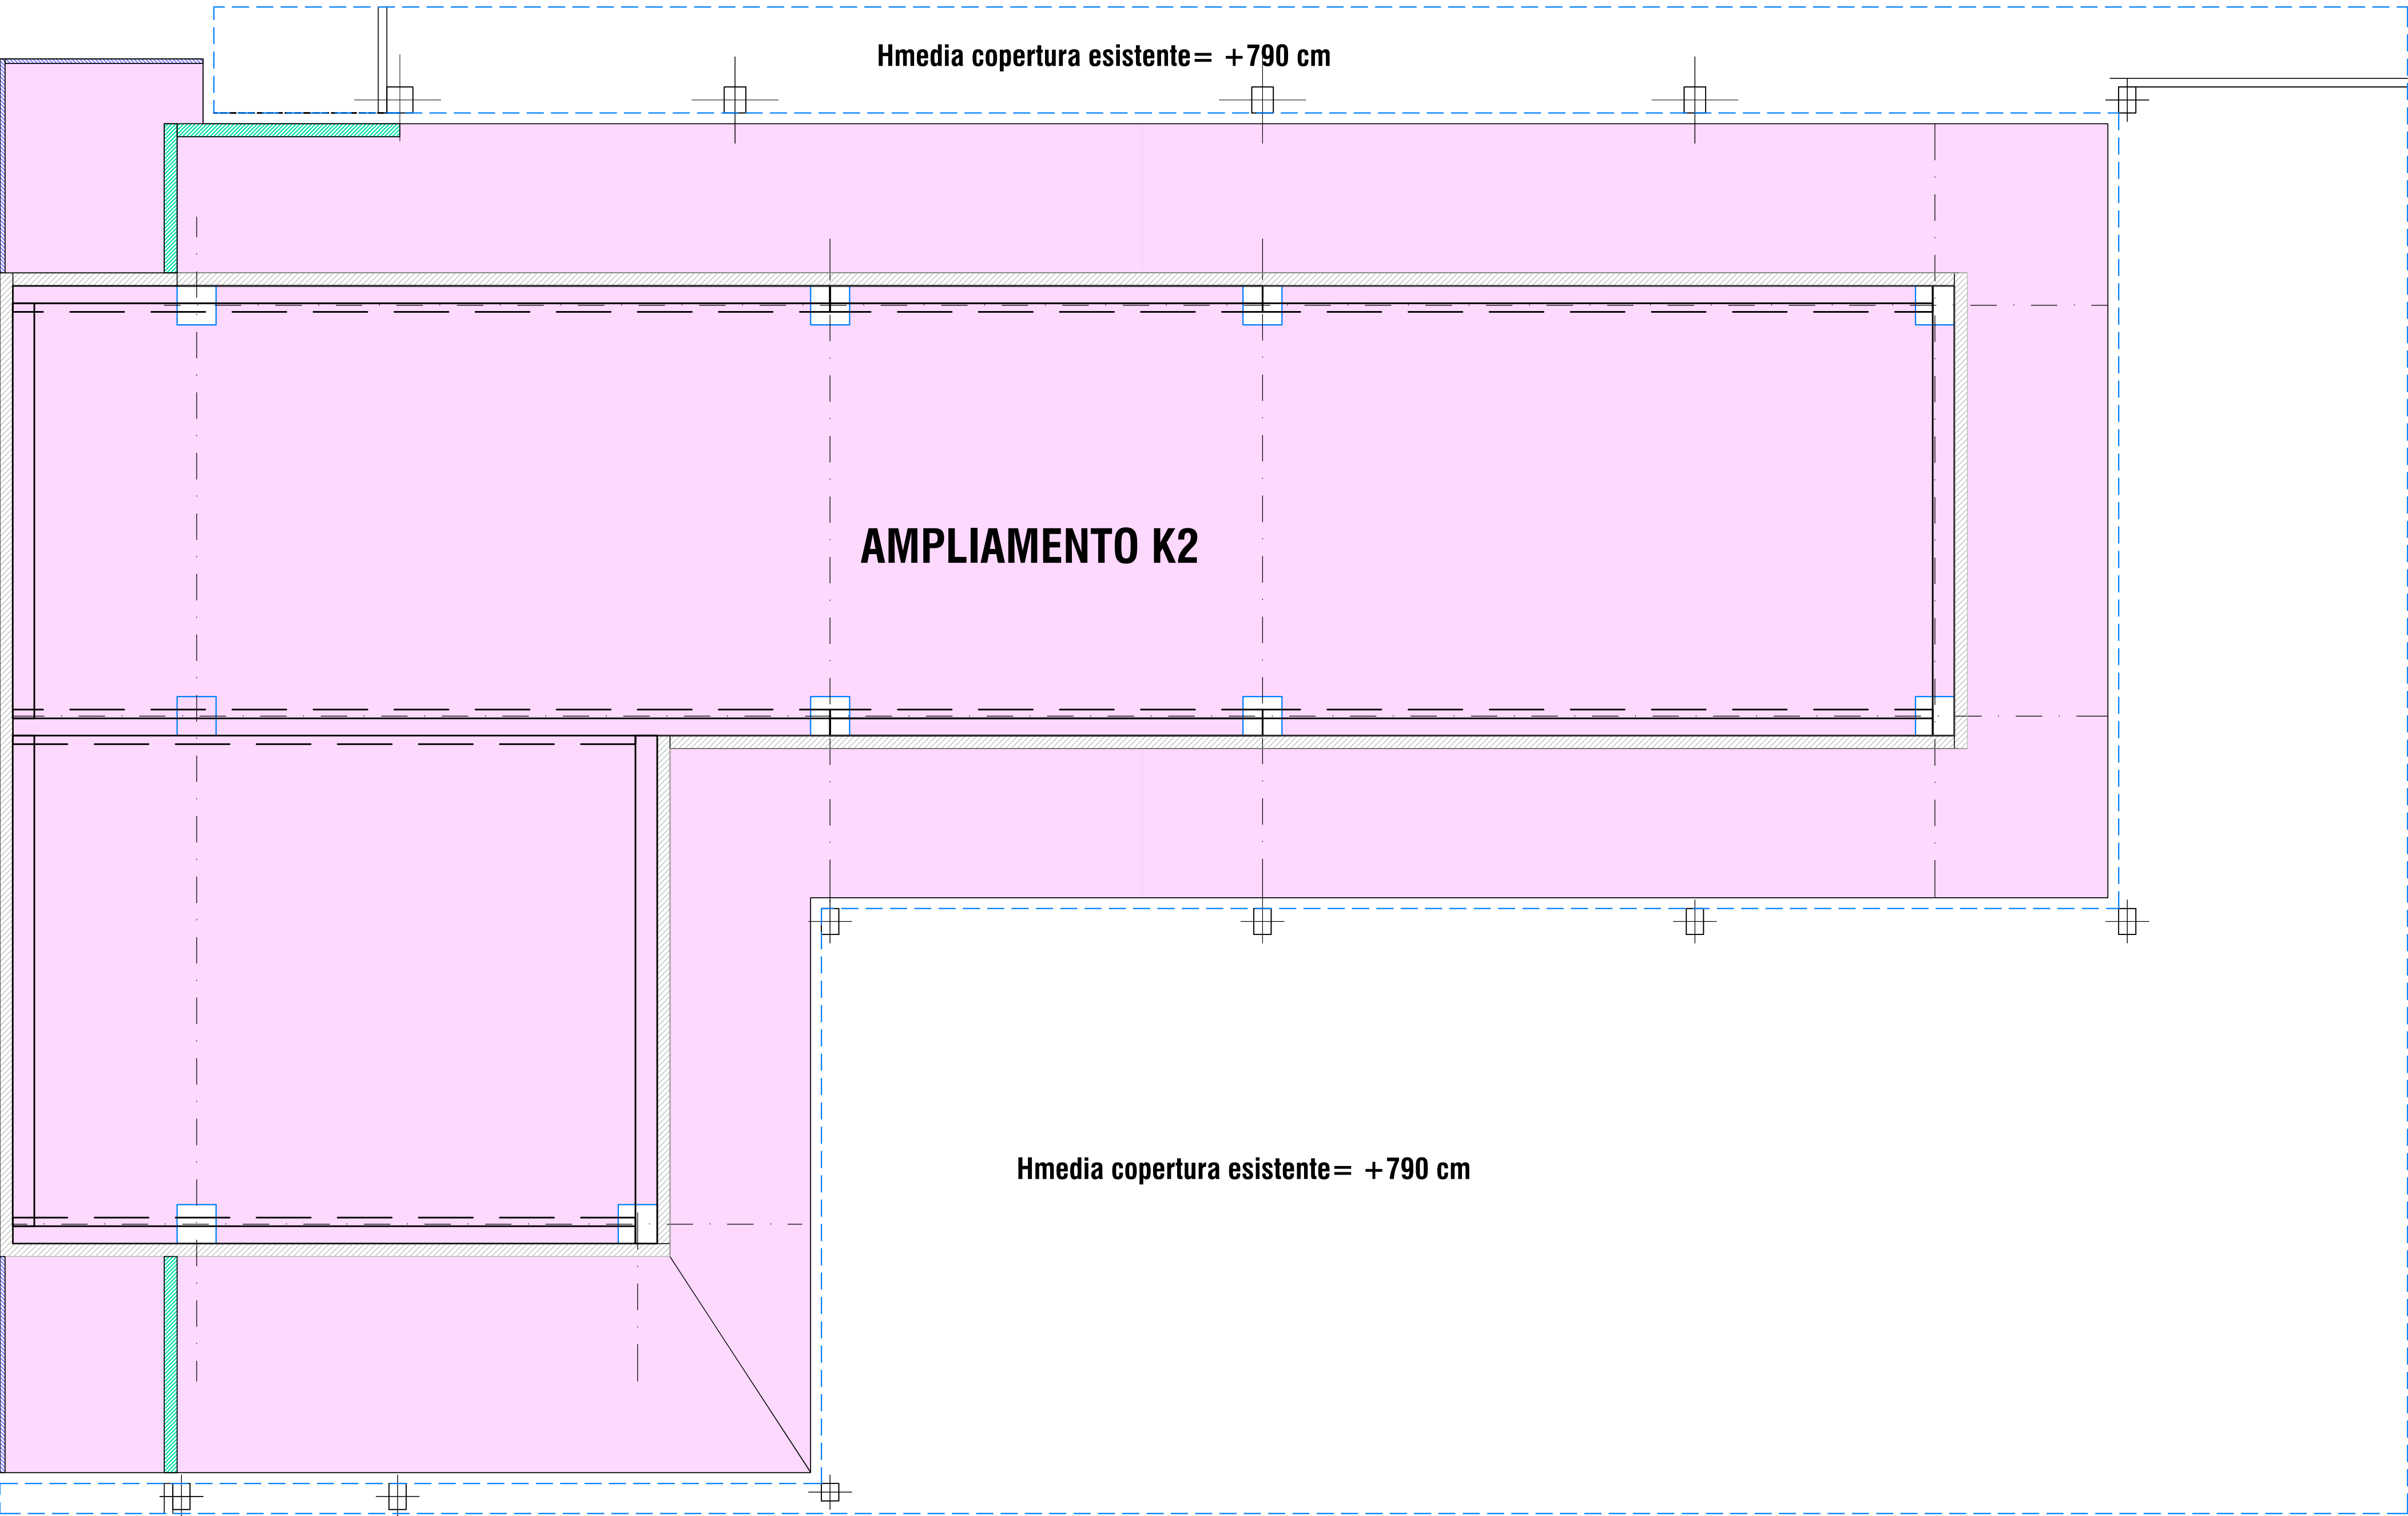 Hmedia copertura esistente= +790 cm
AMPLIAMENTO K2
Hmedia copertura esistente= +790 cm